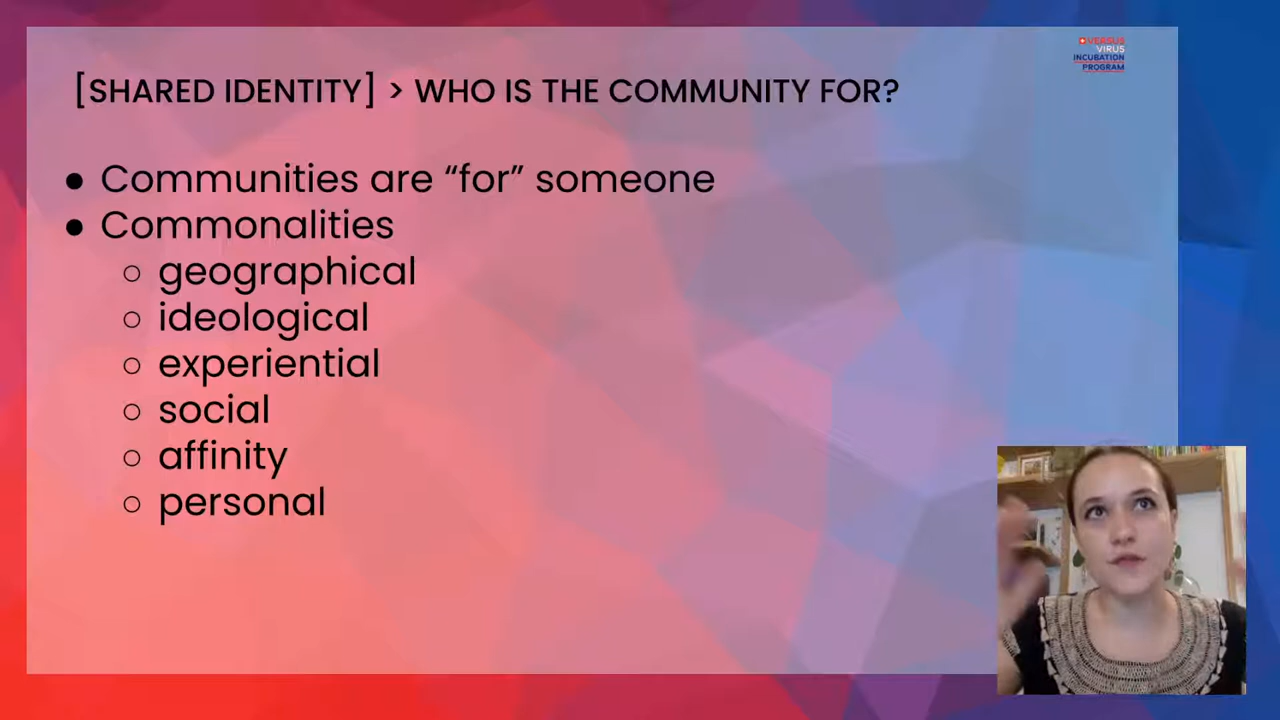 VERSUS
VIRUS
INCUBATION
PROGRAM
[SHARED IDENTITY] > WHO IS THE COMMUNITY FOR?
● Communities are “for” someone
● Commonalities
○ geographical
○ ideological
○ experiential
○ social
○ affinity
○ personal